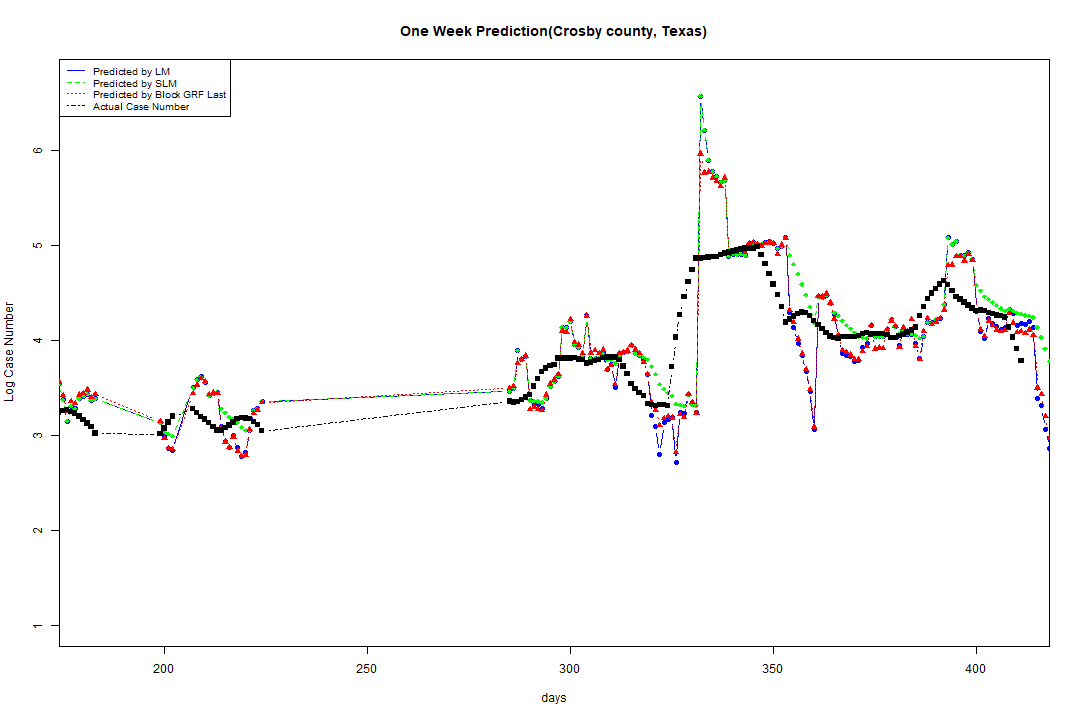 One Week Prediction(Crosby county, Texas)
Predicted by LM
Predicted by SLM
Predicted by Block GRF Last
Actual Case Number
6
5
4
3
2
1
Log Case Number
200 250 300 350 400
days